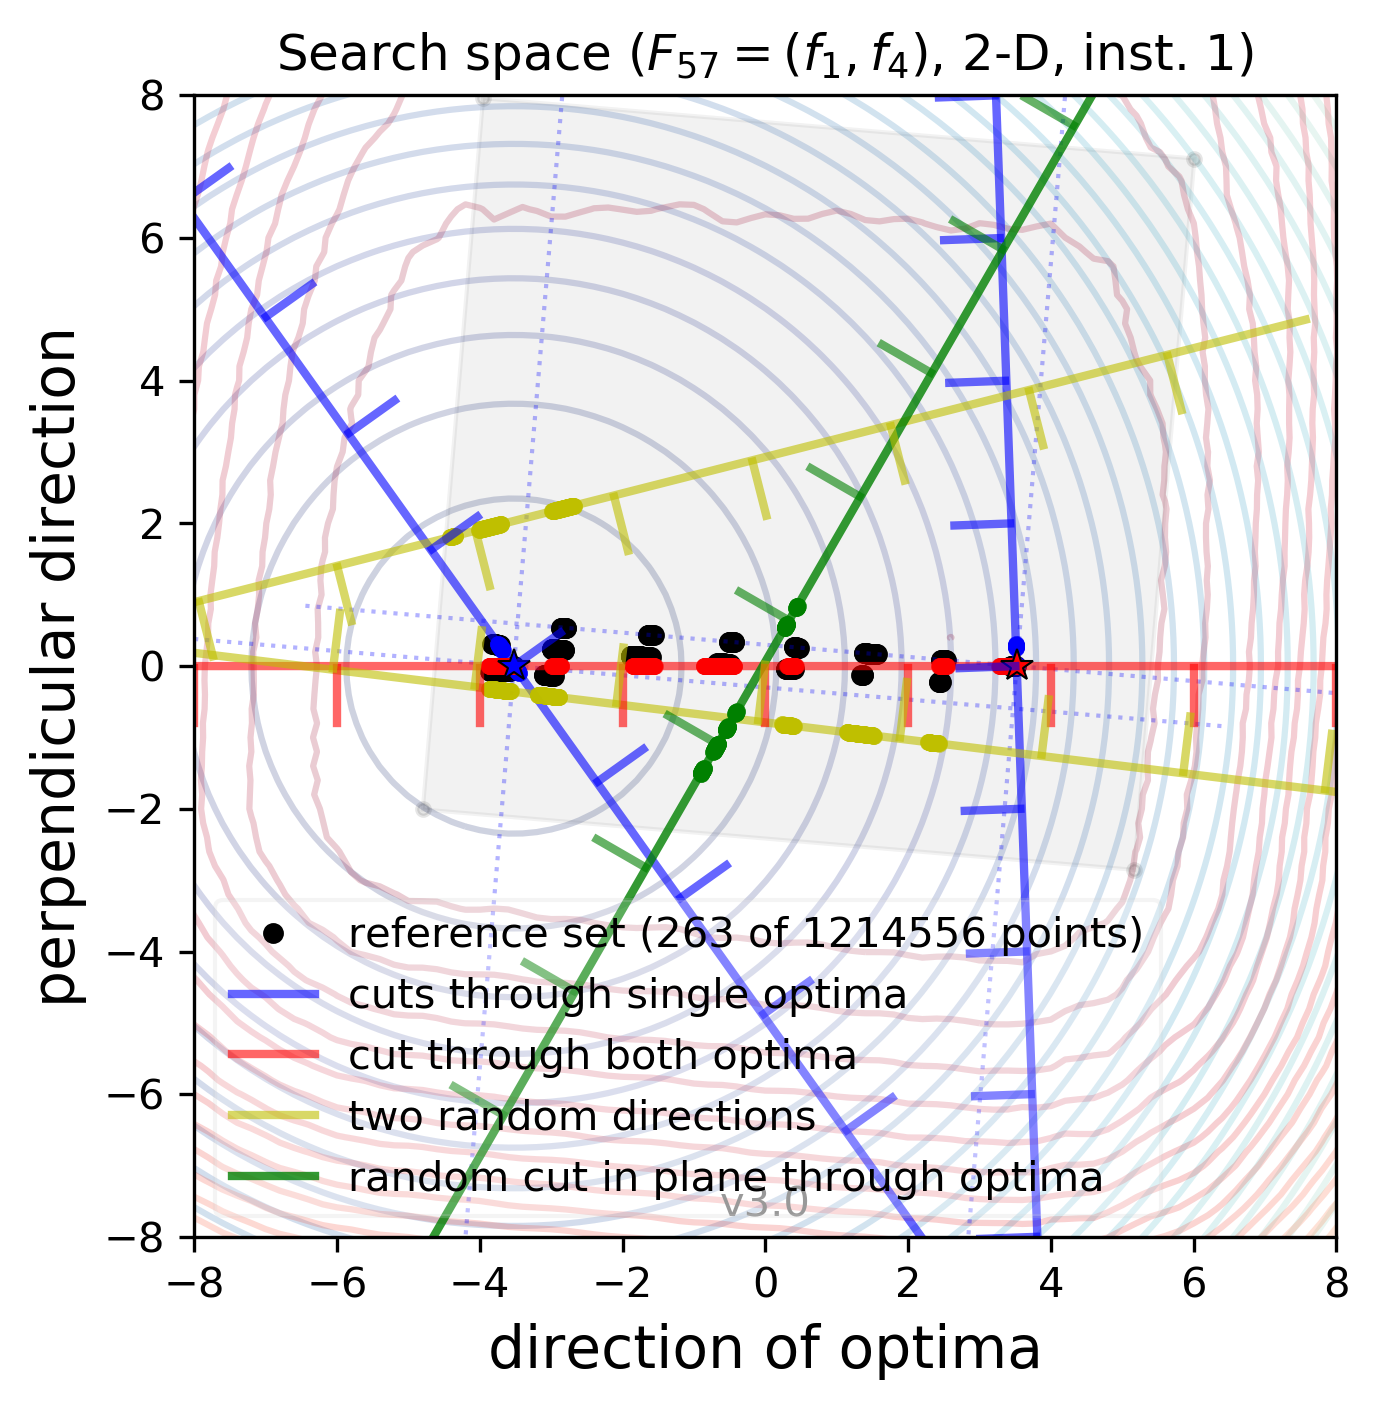 Search space (F₅₇ = (f₁, f₄), 2-D, inst. 1)
perpendicular direction
8
6
4
2
0
−2
−4
−6
−8
reference set (263 of 1214556 points)
cuts through single optima
cut through both optima
two random directions
random cut in plane through optima
v3.0
−8 −6 −4 −2 0 2 4 6 8
direction of optima